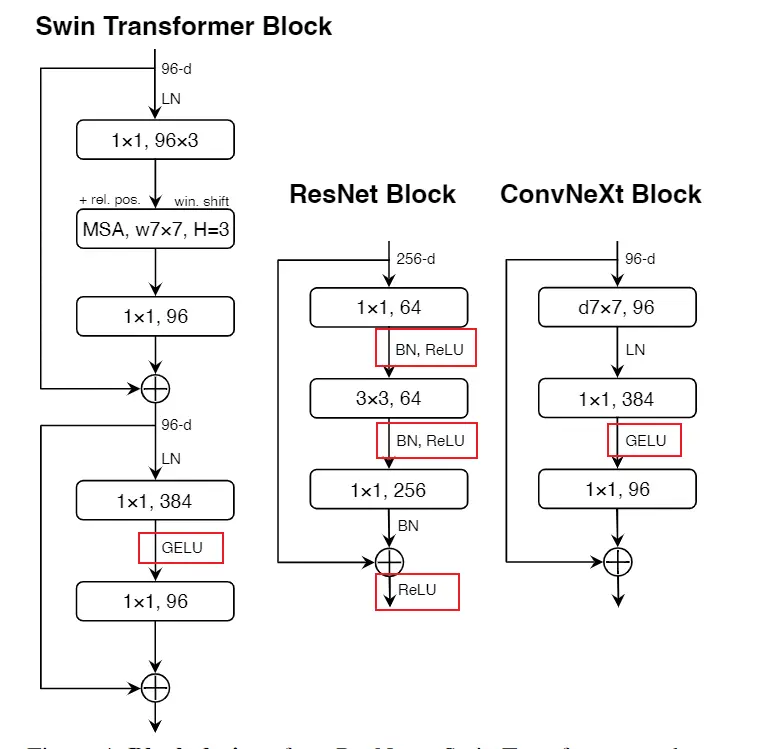 Swin Transformer Block
96-d
LN
1×1, 96×3
+ rel. pos. win. shift
MSA, w7×7, H=3
1×1, 96
96-d
LN
1×1, 384
GELU
1×1, 96
ResNet Block
256-d
1×1, 64
BN, ReLU
3×3, 64
BN, ReLU
1×1, 256
BN
ReLU
ConvNeXt Block
96-d
d7×7, 96
LN
1×1, 384
GELU
1×1, 96